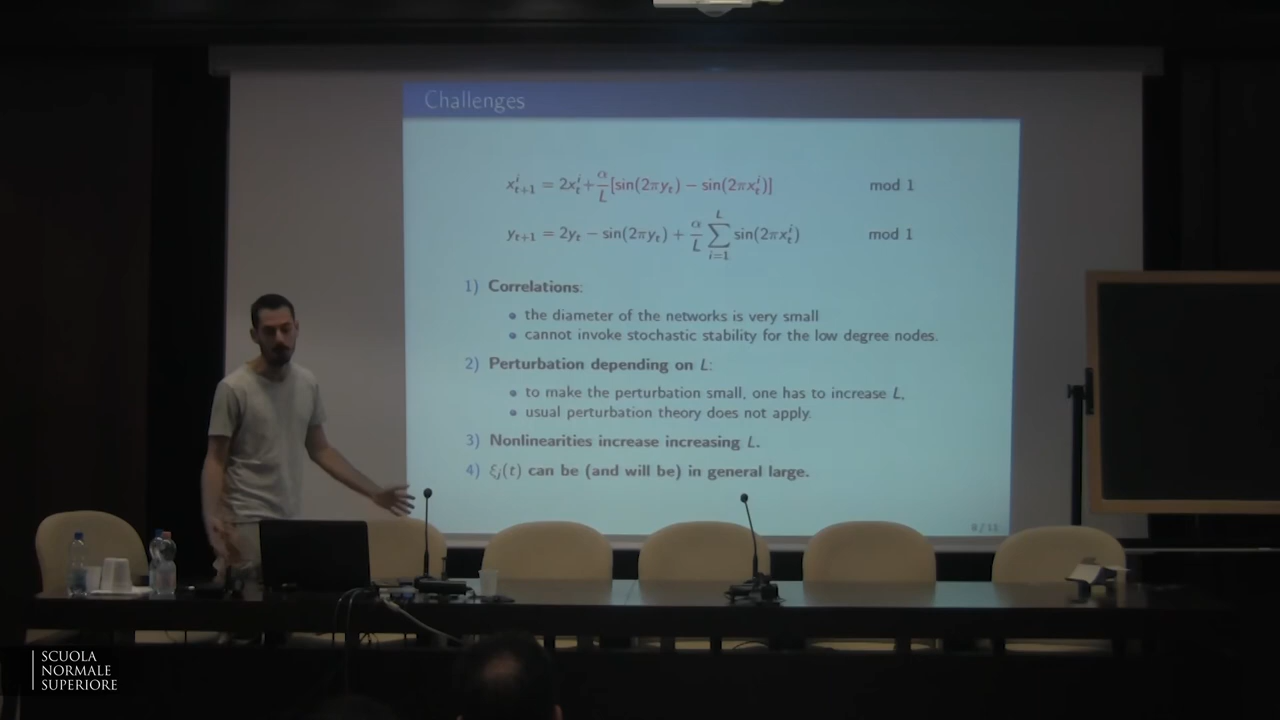 Challenges
x^i_{t+1} = 2x^i_t + α/L [sin(2πy_t) − sin(2πx^i_t)] mod 1
y_{t+1} = 2y_t − sin(2πy_t) + α/L ∑_{i=1}^{L} sin(2πx^i_t) mod 1
1) Correlations:
• the diameter of the networks is very small
• cannot invoke stochastic stability for the low degree nodes.
2) Perturbation depending on L:
• to make the perturbation small, one has to increase L,
• usual perturbation theory does not apply.
3) Nonlinearities increase increasing L.
4) ξ_j(t) can be (and will be) in general large.
SCUOLA
NORMALE
SUPERIORE